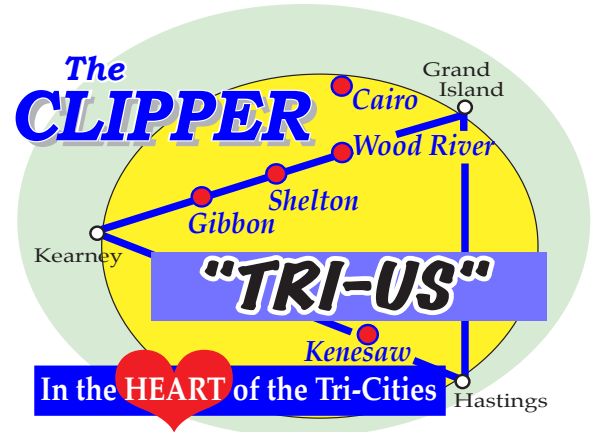 The
CLIPPER
Grand
Island
Cairo
Wood River
Shelton
Gibbon
Kearney
"TRI-US"
Kenesaw
In the HEART of the Tri-Cities
Hastings